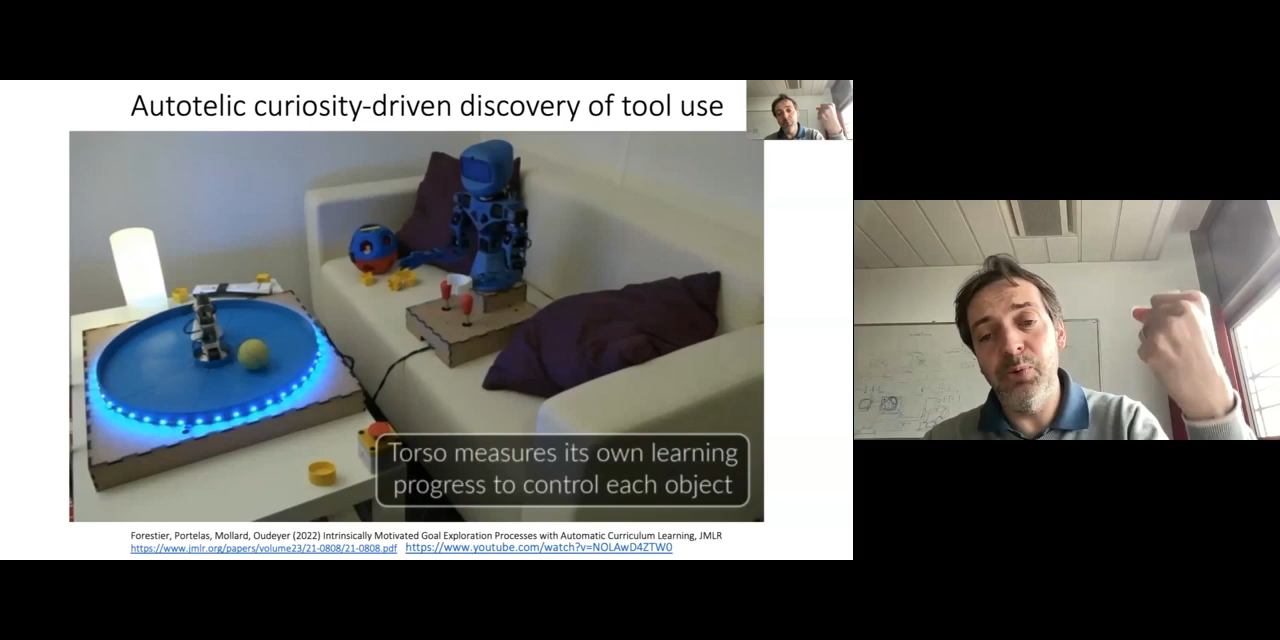 Autotelic curiosity-driven discovery of tool use
Torso measures its own learning
progress to control each object
Forestier, Portelas, Mollard, Oudeyer (2022) Intrinsically Motivated Goal Exploration Processes with Automatic Curriculum Learning, JMLR
https://www.jmlr.org/papers/volume23/21-0808/21-0808.pdf https://www.youtube.com/watch?v=NOLAwD4ZTW0